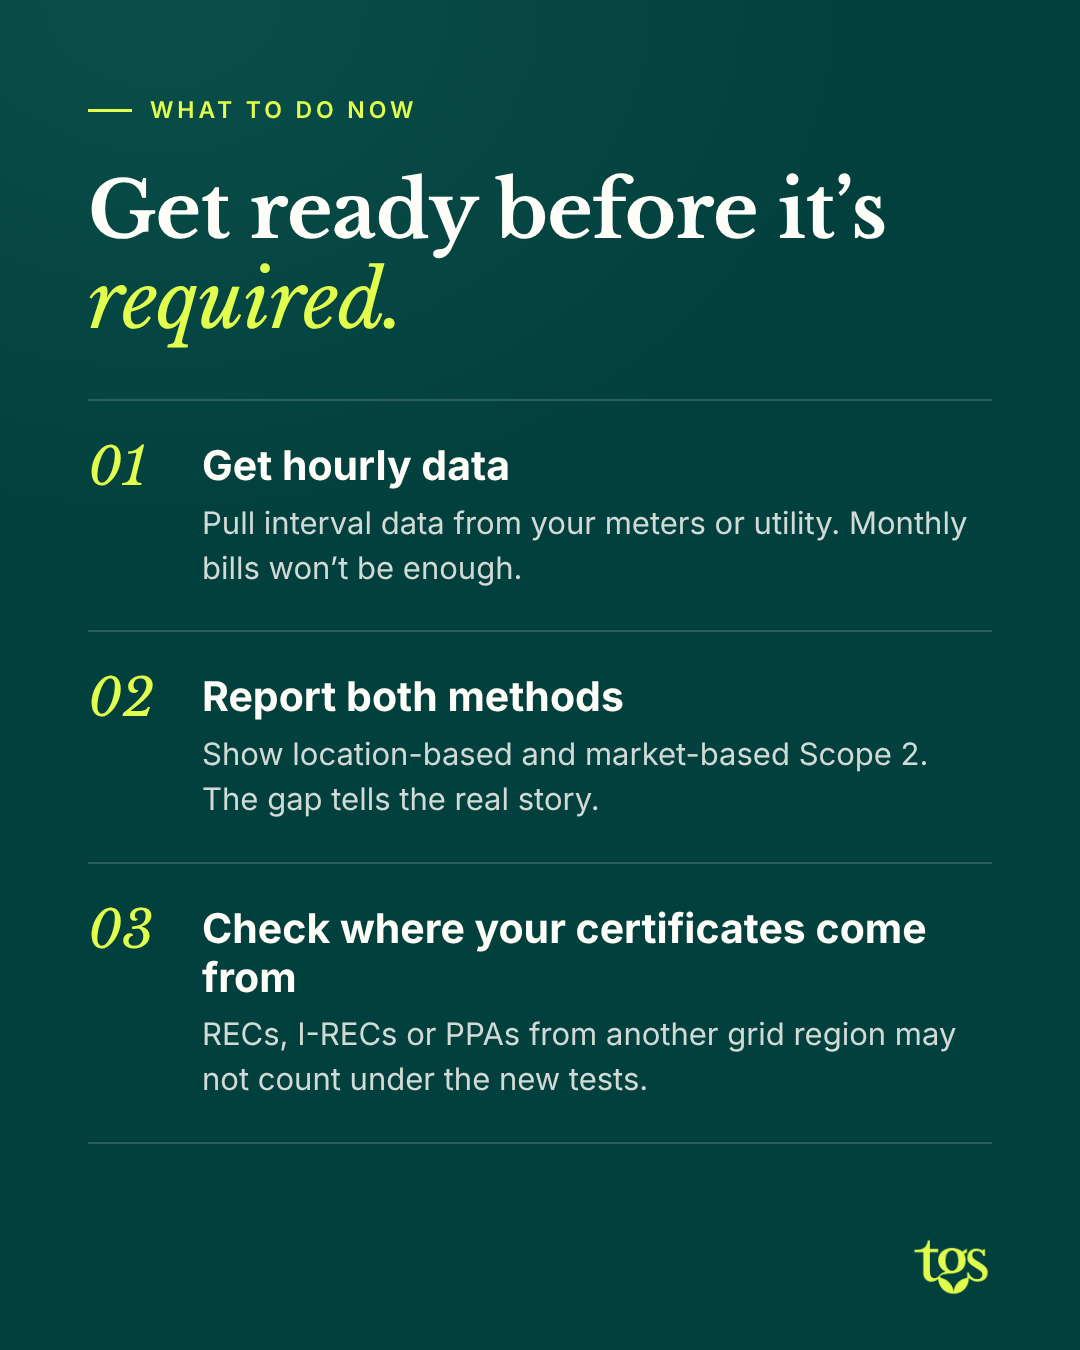 WHAT TO DO NOW
Get ready before it’s
required.
01 Get hourly data
Pull interval data from your meters or utility. Monthly
bills won’t be enough.
02 Report both methods
Show location-based and market-based Scope 2.
The gap tells the real story.
03 Check where your certificates come
from
RECs, I-RECs or PPAs from another grid region may
not count under the new tests.
tgs